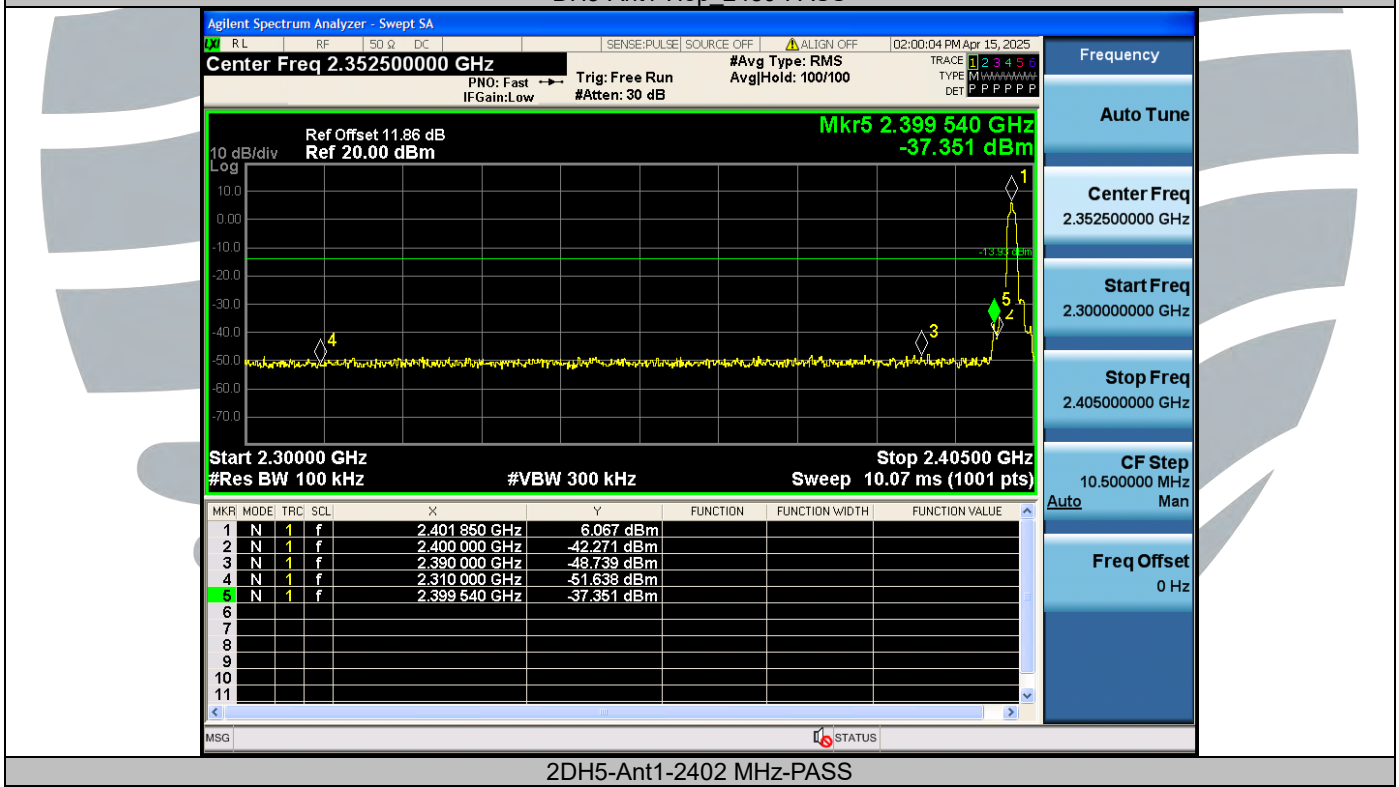 Agilent Spectrum Analyzer - Swept SA
LXI RL RF 50 Ω DC SENSE:PULSE SOURCE OFF ALIGN OFF 02:00:04 PM Apr 15, 2025
Center Freq 2.352500000 GHz
PNO: Fast
IFGain:Low
Trig: Free Run
#Atten: 30 dB
#Avg Type: RMS
Avg|Hold: 100/100
TRACE 1 2 3 4 5 6
TYPE M
DET P P P P P P
Ref Offset 11.86 dB
10 dB/div Ref 20.00 dBm
Log
Mkr5 2.399 540 GHz
-37.351 dBm
10.0
0.00
-10.0
-20.0
-30.0
-40.0
-50.0
-60.0
-70.0
1
-13.93 dBm
5
2
3
4
Start 2.30000 GHz Stop 2.40500 GHz
#Res BW 100 kHz #VBW 300 kHz Sweep 10.07 ms (1001 pts)
MKR MODE TRC SCL X Y FUNCTION FUNCTION WIDTH FUNCTION VALUE
1 N 1 f 2.401 850 GHz 6.067 dBm
2 N 1 f 2.400 000 GHz -42.271 dBm
3 N 1 f 2.390 000 GHz -48.739 dBm
4 N 1 f 2.310 000 GHz -51.638 dBm
5 N 1 f 2.399 540 GHz -37.351 dBm
6
7
8
9
10
11
MSG STATUS
Frequency
Auto Tune
Center Freq
2.352500000 GHz
Start Freq
2.300000000 GHz
Stop Freq
2.405000000 GHz
CF Step
10.500000 MHz
Auto Man
Freq Offset
0 Hz
2DH5-Ant1-2402 MHz-PASS